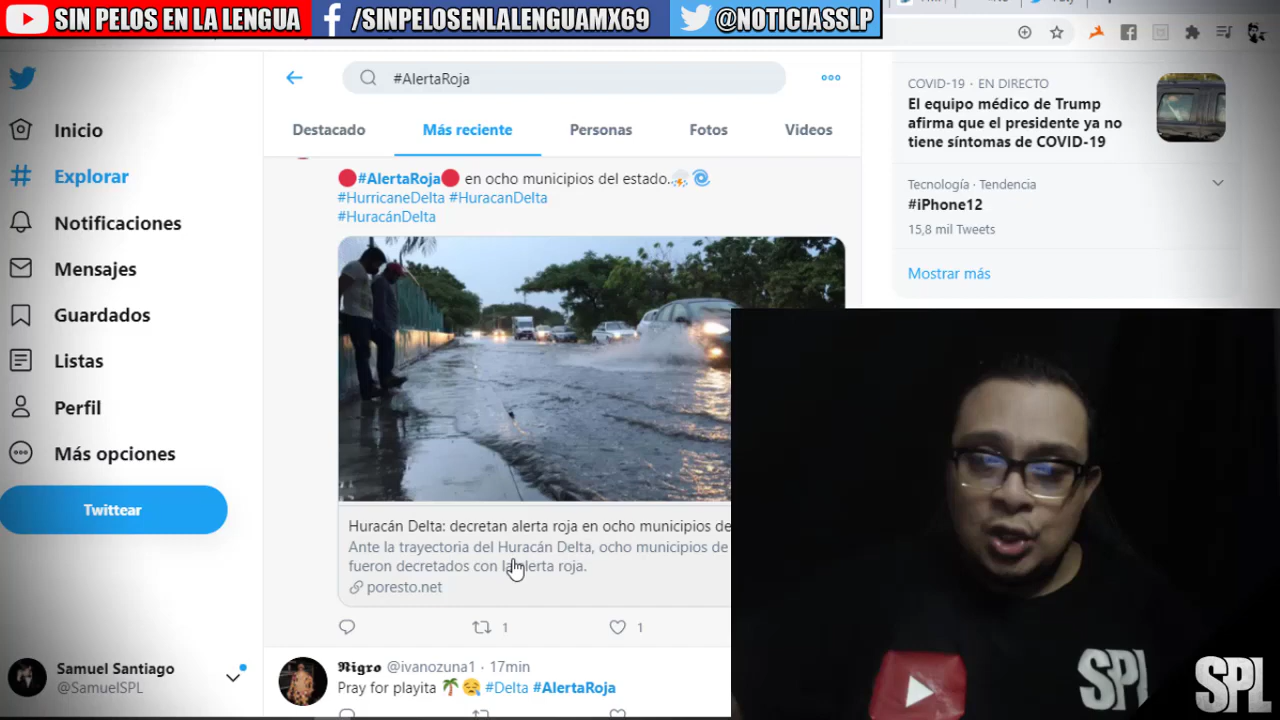 SIN PELOS EN LA LENGUA
/SINPELOSENLALENGUAMX69
@NOTICIASSLP
#AlertaRoja
Destacado
Más reciente
Personas
Fotos
Videos
Inicio
Explorar
Notificaciones
Mensajes
Guardados
Listas
Perfil
Más opciones
Twittear
Samuel Santiago
@SamuelSPL
#AlertaRoja en ocho municipios del estado..
#HurricaneDelta #HuracanDelta
#HuracánDelta
Huracán Delta: decretan alerta roja en ocho municipios de
Ante la trayectoria del Huracán Delta, ocho municipios de
fueron decretados con la alerta roja.
poresto.net
1
1
Nigro @ivanozuna1 · 17min
Pray for playita #Delta #AlertaRoja
COVID-19 · EN DIRECTO
El equipo médico de Trump
afirma que el presidente ya no
tiene síntomas de COVID-19
Tecnología · Tendencia
#iPhone12
15,8 mil Tweets
Mostrar más
SPL
SPL